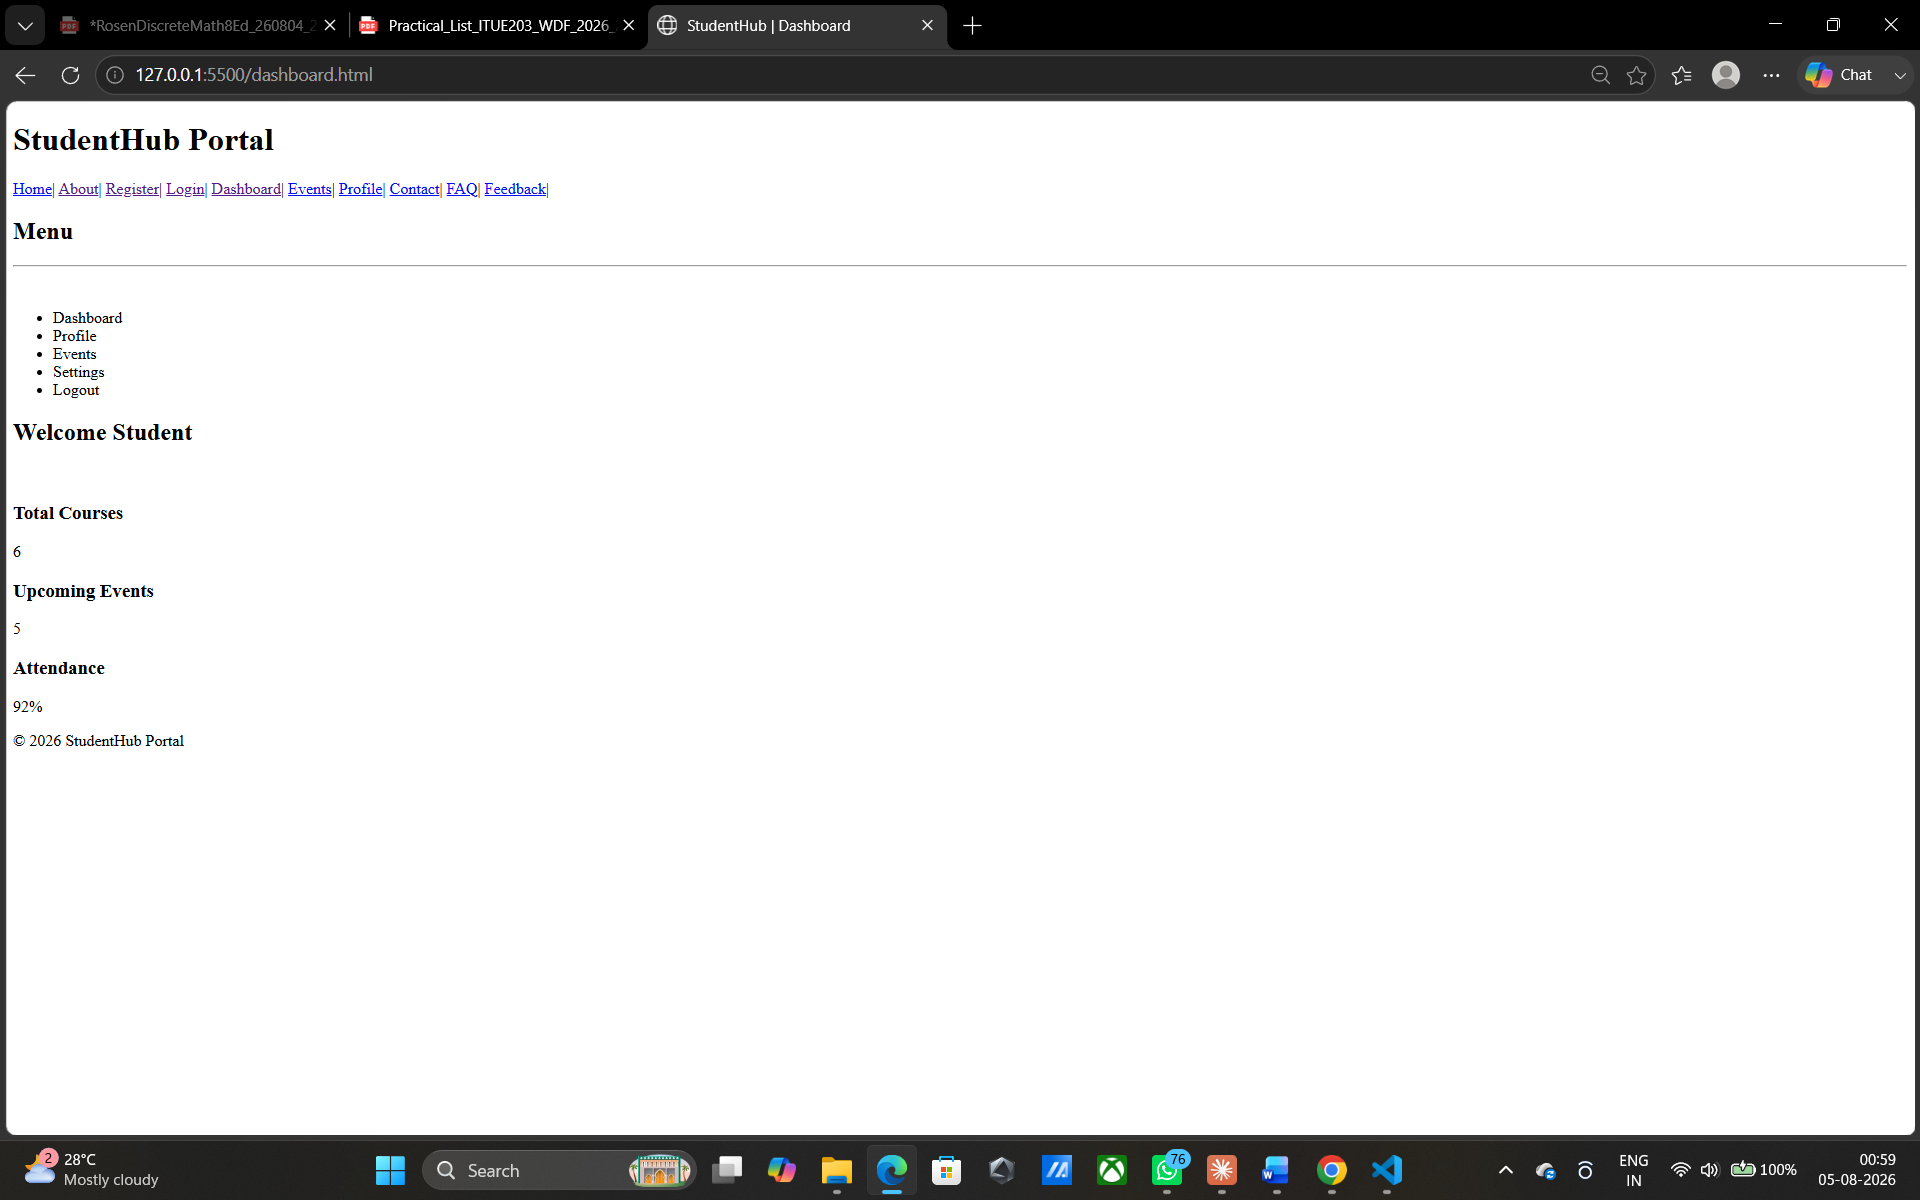 *RosenDiscreteMath8Ed_260804_2
Practical_List_ITUE203_WDF_2026_
StudentHub | Dashboard
127.0.0.1:5500/dashboard.html
Chat
StudentHub Portal
Home| About| Register| Login| Dashboard| Events| Profile| Contact| FAQ| Feedback|
Menu
Dashboard
Profile
Events
Settings
Logout
Welcome Student
Total Courses
6
Upcoming Events
5
Attendance
92%
© 2026 StudentHub Portal
2
28°C
Mostly cloudy
Search
76
ENG
IN
100%
00:59
05-08-2026